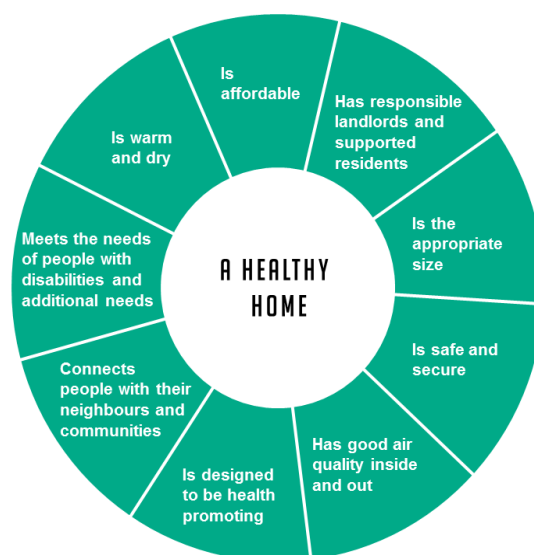 Is
affordable
Has responsible
landlords and
supported
residents
Is the
appropriate
size
Is safe and
secure
Has good air
quality inside
and out
Is designed
to be health
promoting
Connects
people with their
neighbours and
communities
Meets the needs
of people with
disabilities and
additional needs
Is warm
and dry
A HEALTHY
HOME